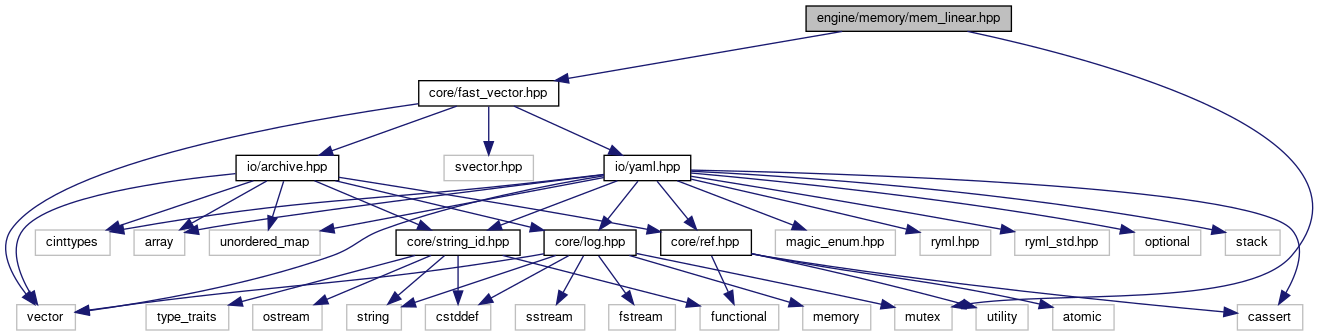 engine/memory/mem_linear.hpp
core/fast_vector.hpp
io/archive.hpp
svector.hpp
io/yaml.hpp
cinttypes
array
unordered_map
core/string_id.hpp
core/log.hpp
core/ref.hpp
magic_enum.hpp
ryml.hpp
ryml_std.hpp
optional
stack
vector
type_traits
ostream
string
cstddef
sstream
fstream
functional
memory
mutex
utility
atomic
cassert